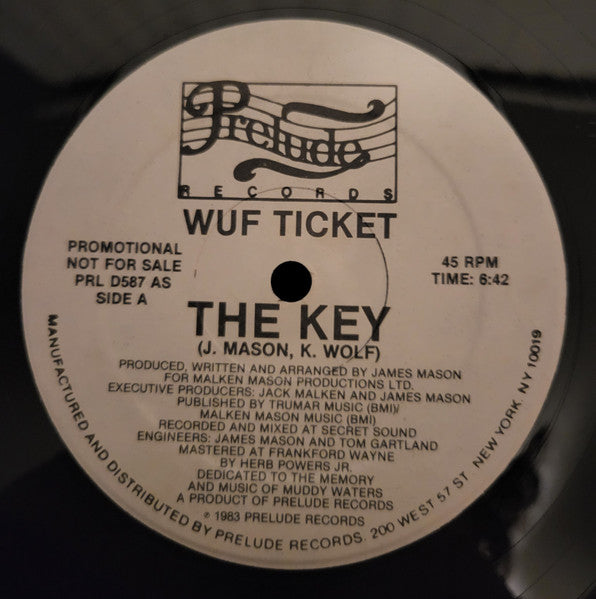 Prelude
RECORDS
WUF TICKET
PROMOTIONAL
NOT FOR SALE
PRL D587 AS
SIDE A
45 RPM
TIME: 6:42
THE KEY
(J. MASON, K. WOLF)
PRODUCED, WRITTEN AND ARRANGED BY JAMES MASON
FOR MALKEN MASON PRODUCTIONS LTD.
EXECUTIVE PRODUCERS: JACK MALKEN AND JAMES MASON
PUBLISHED BY TRUMAR MUSIC (BMI)/
MALKEN MASON MUSIC (BMI)
RECORDED AND MIXED AT SECRET SOUND
ENGINEERS: JAMES MASON AND TOM GARTLAND
MASTERED AT FRANKFORD WAYNE
BY HERB POWERS JR.
DEDICATED TO THE MEMORY
AND MUSIC OF MUDDY WATERS
A PRODUCT OF PRELUDE RECORDS
℗ 1983 PRELUDE RECORDS
MANUFACTURED AND DISTRIBUTED BY PRELUDE RECORDS. 200 WEST 57 ST. NEW YORK, NY 10019